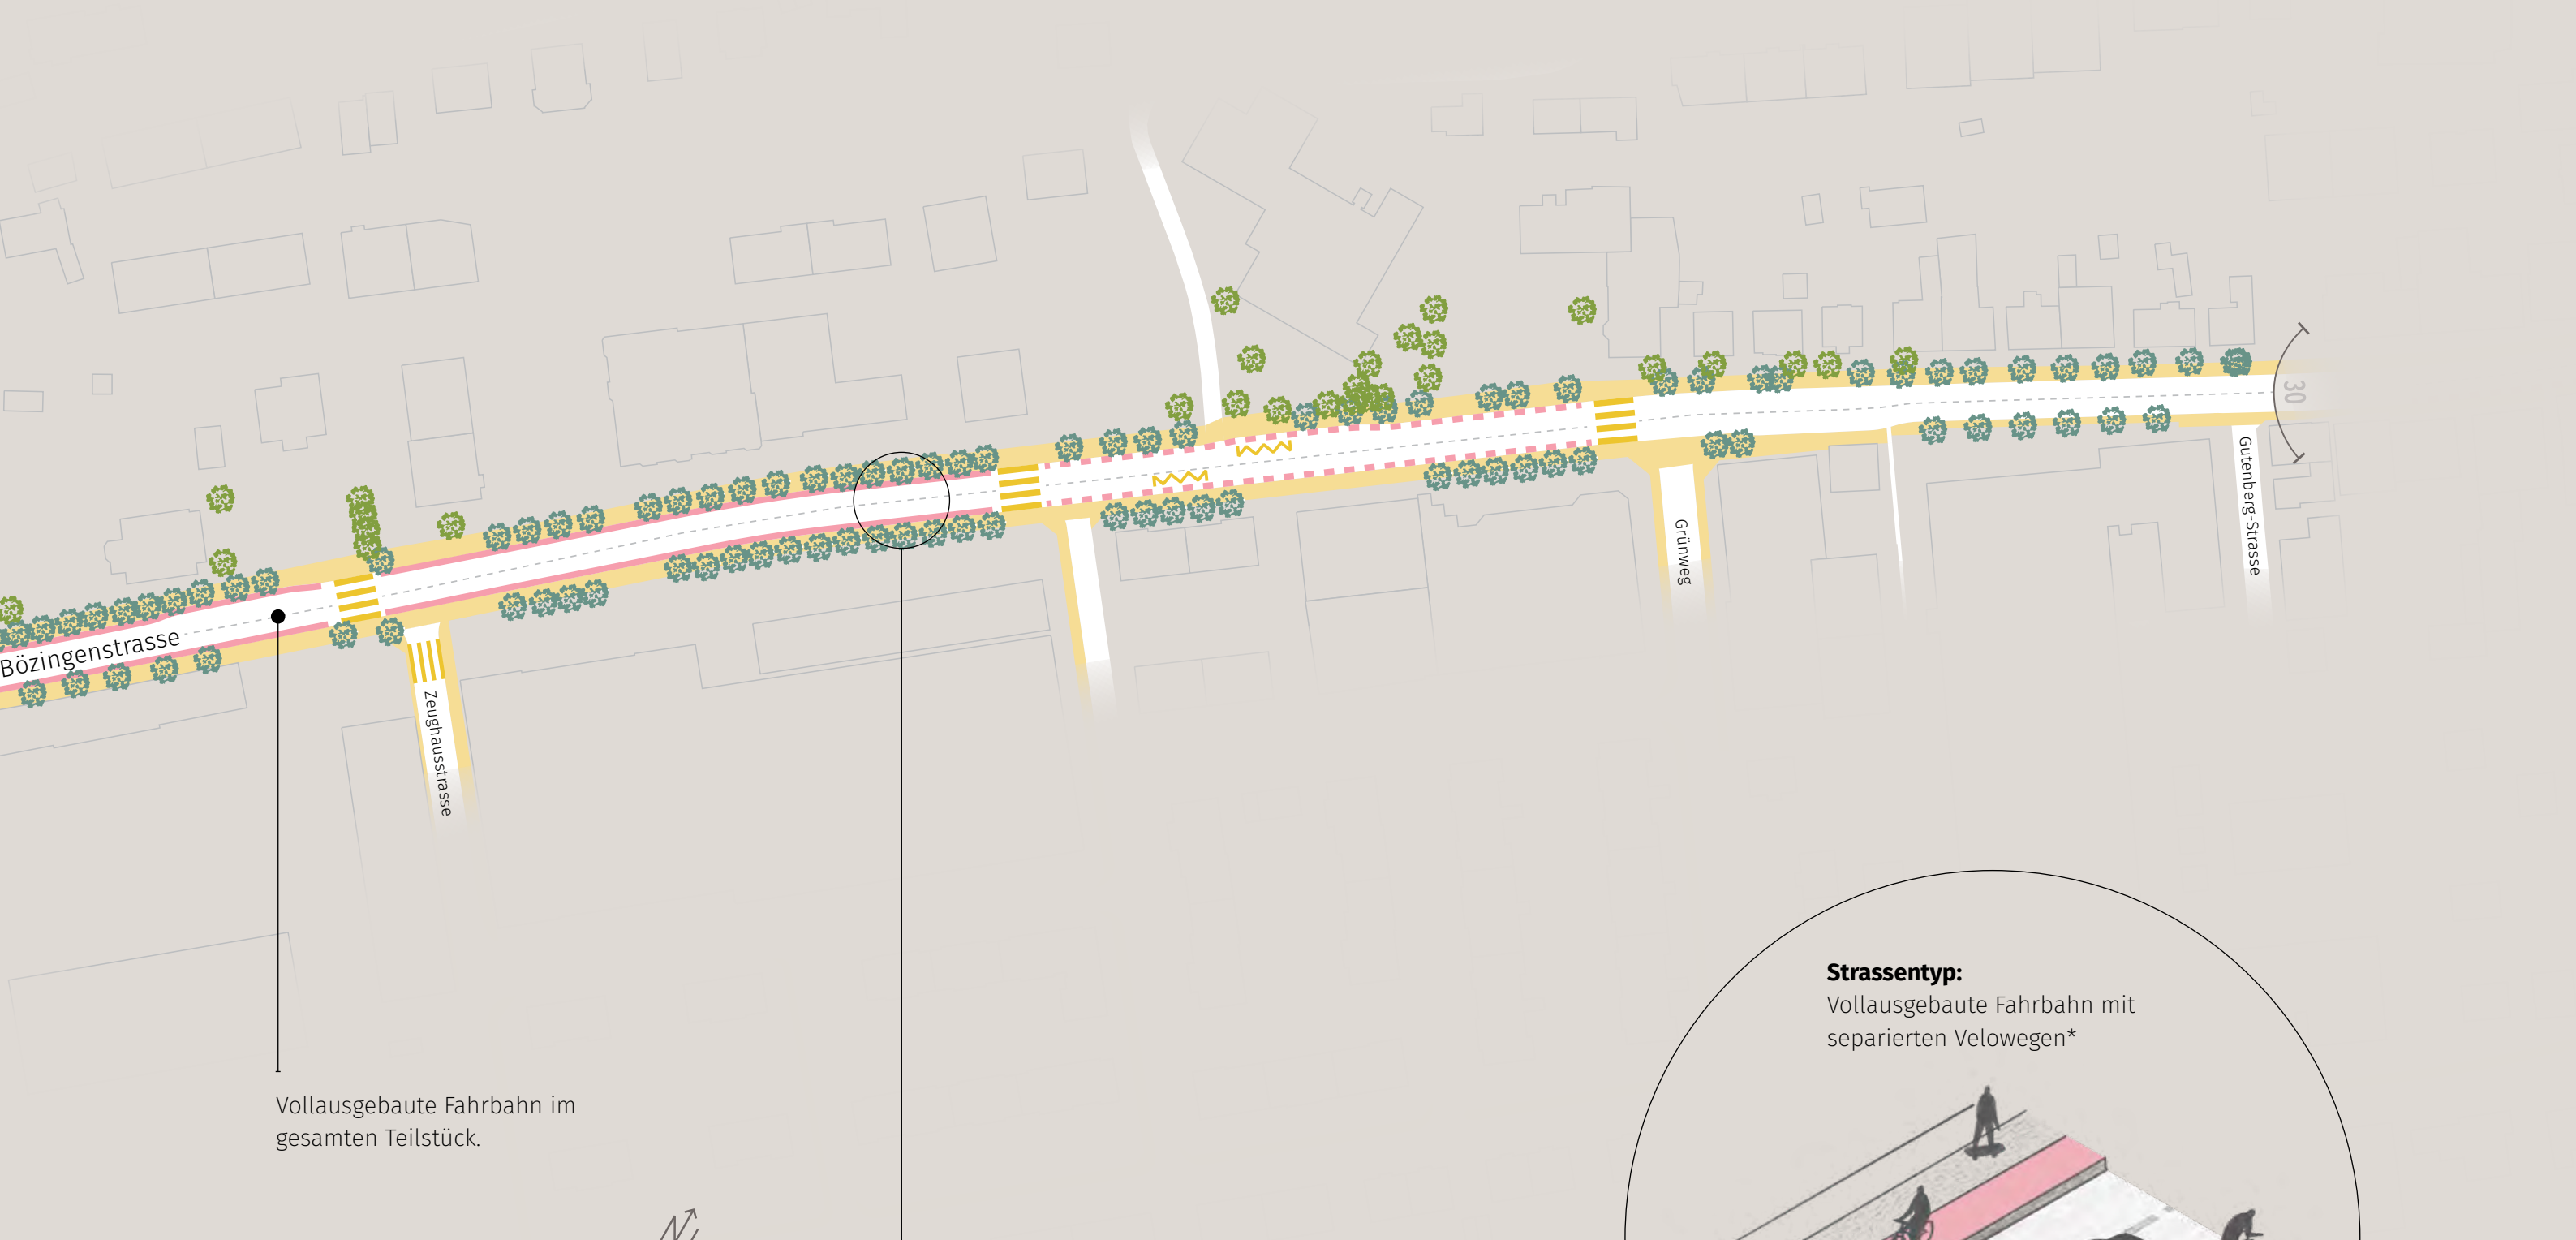 30
Gutenberg-Strasse
Grünweg
Bözingenstrasse
Zeughausstrasse
Strassentyp:
Vollausgebaute Fahrbahn mit
separierten Velowegen*
Vollausgebaute Fahrbahn im
gesamten Teilstück.
N